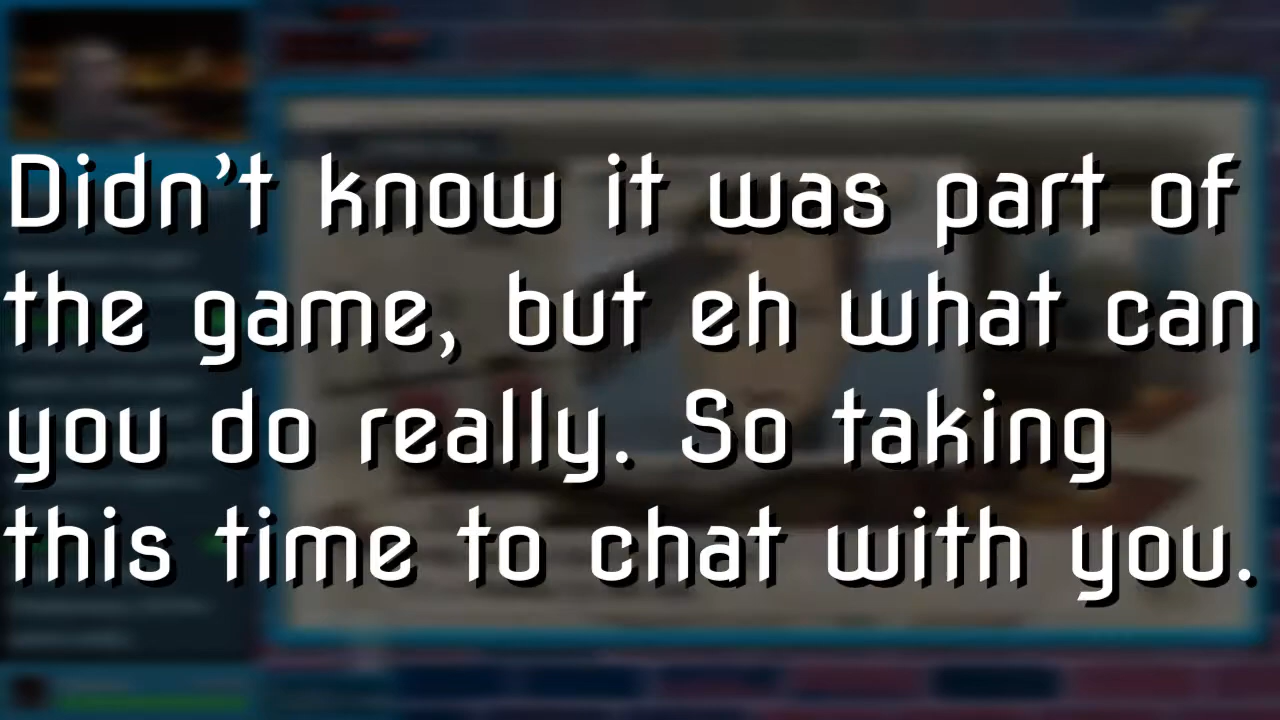 Didn’t know it was part of
the game, but eh what can
you do really. So taking
this time to chat with you.